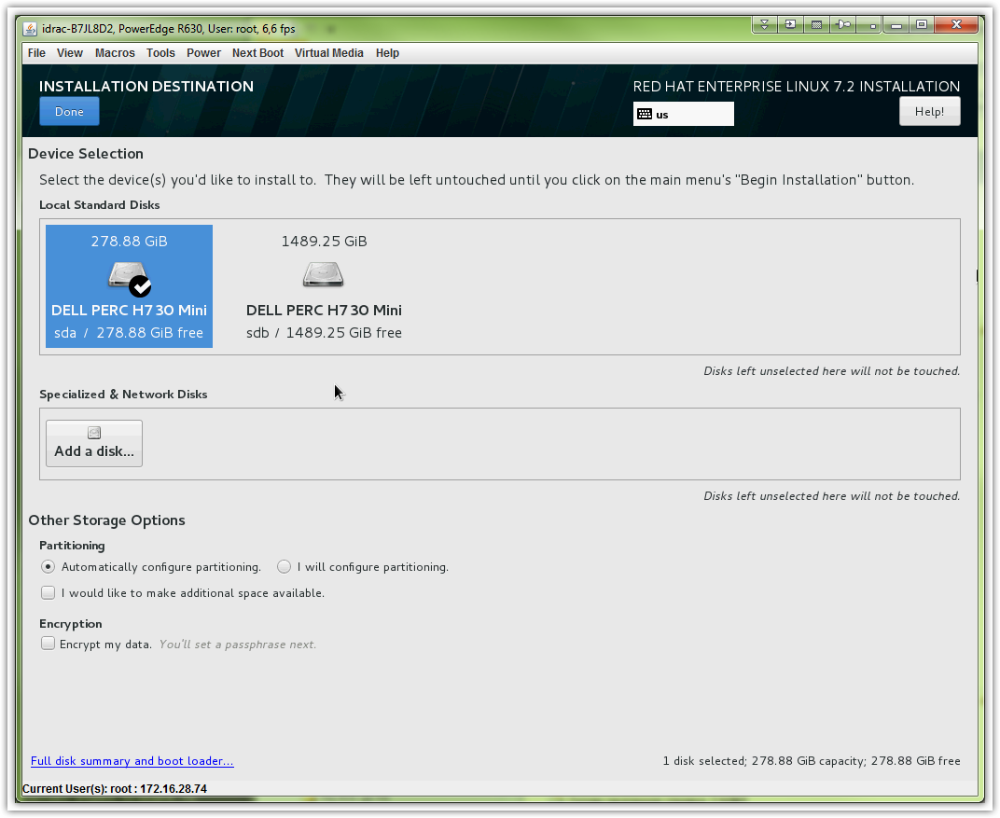 idrac-B7JL8D2, PowerEdge R630, User: root, 6,6 fps
File View Macros Tools Power Next Boot Virtual Media Help
INSTALLATION DESTINATION
RED HAT ENTERPRISE LINUX 7.2 INSTALLATION
Done
us
Help!
Device Selection
Select the device(s) you'd like to install to. They will be left untouched until you click on the main menu's "Begin Installation" button.
Local Standard Disks
278.88 GiB
DELL PERC H730 Mini
sda / 278.88 GiB free
1489.25 GiB
DELL PERC H730 Mini
sdb / 1489.25 GiB free
Disks left unselected here will not be touched.
Specialized & Network Disks
Add a disk...
Disks left unselected here will not be touched.
Other Storage Options
Partitioning
Automatically configure partitioning. I will configure partitioning.
I would like to make additional space available.
Encryption
Encrypt my data. You'll set a passphrase next.
Full disk summary and boot loader...
1 disk selected; 278.88 GiB capacity; 278.88 GiB free
Current User(s): root : 172.16.28.74